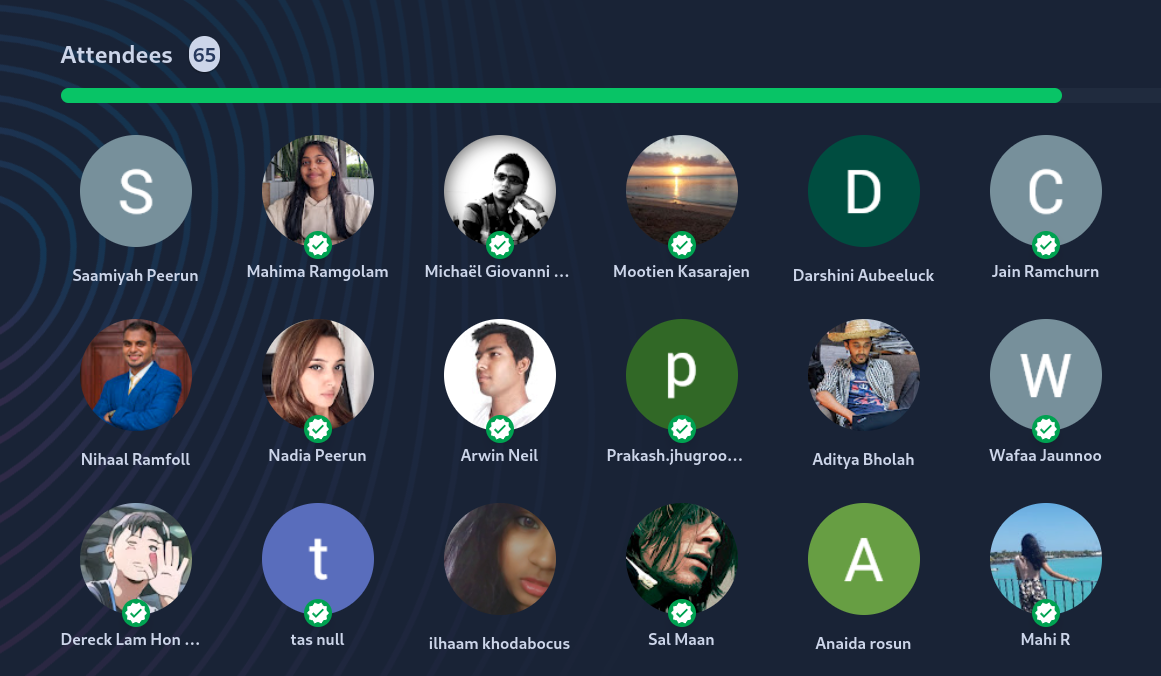 Attendees 65
S D C
Saamiyah Peerun Mahima Ramgolam Michaël Giovanni ... Mootien Kasarajen Darshini Aubeeluck Jain Ramchurn
p W
Nihaal Ramfoll Nadia Peerun Arwin Neil Prakash.jhugroo... Aditya Bholah Wafaa Jaunnoo
t A
Dereck Lam Hon ... tas null ilhaam khodabocus Sal Maan Anaida rosun Mahi R